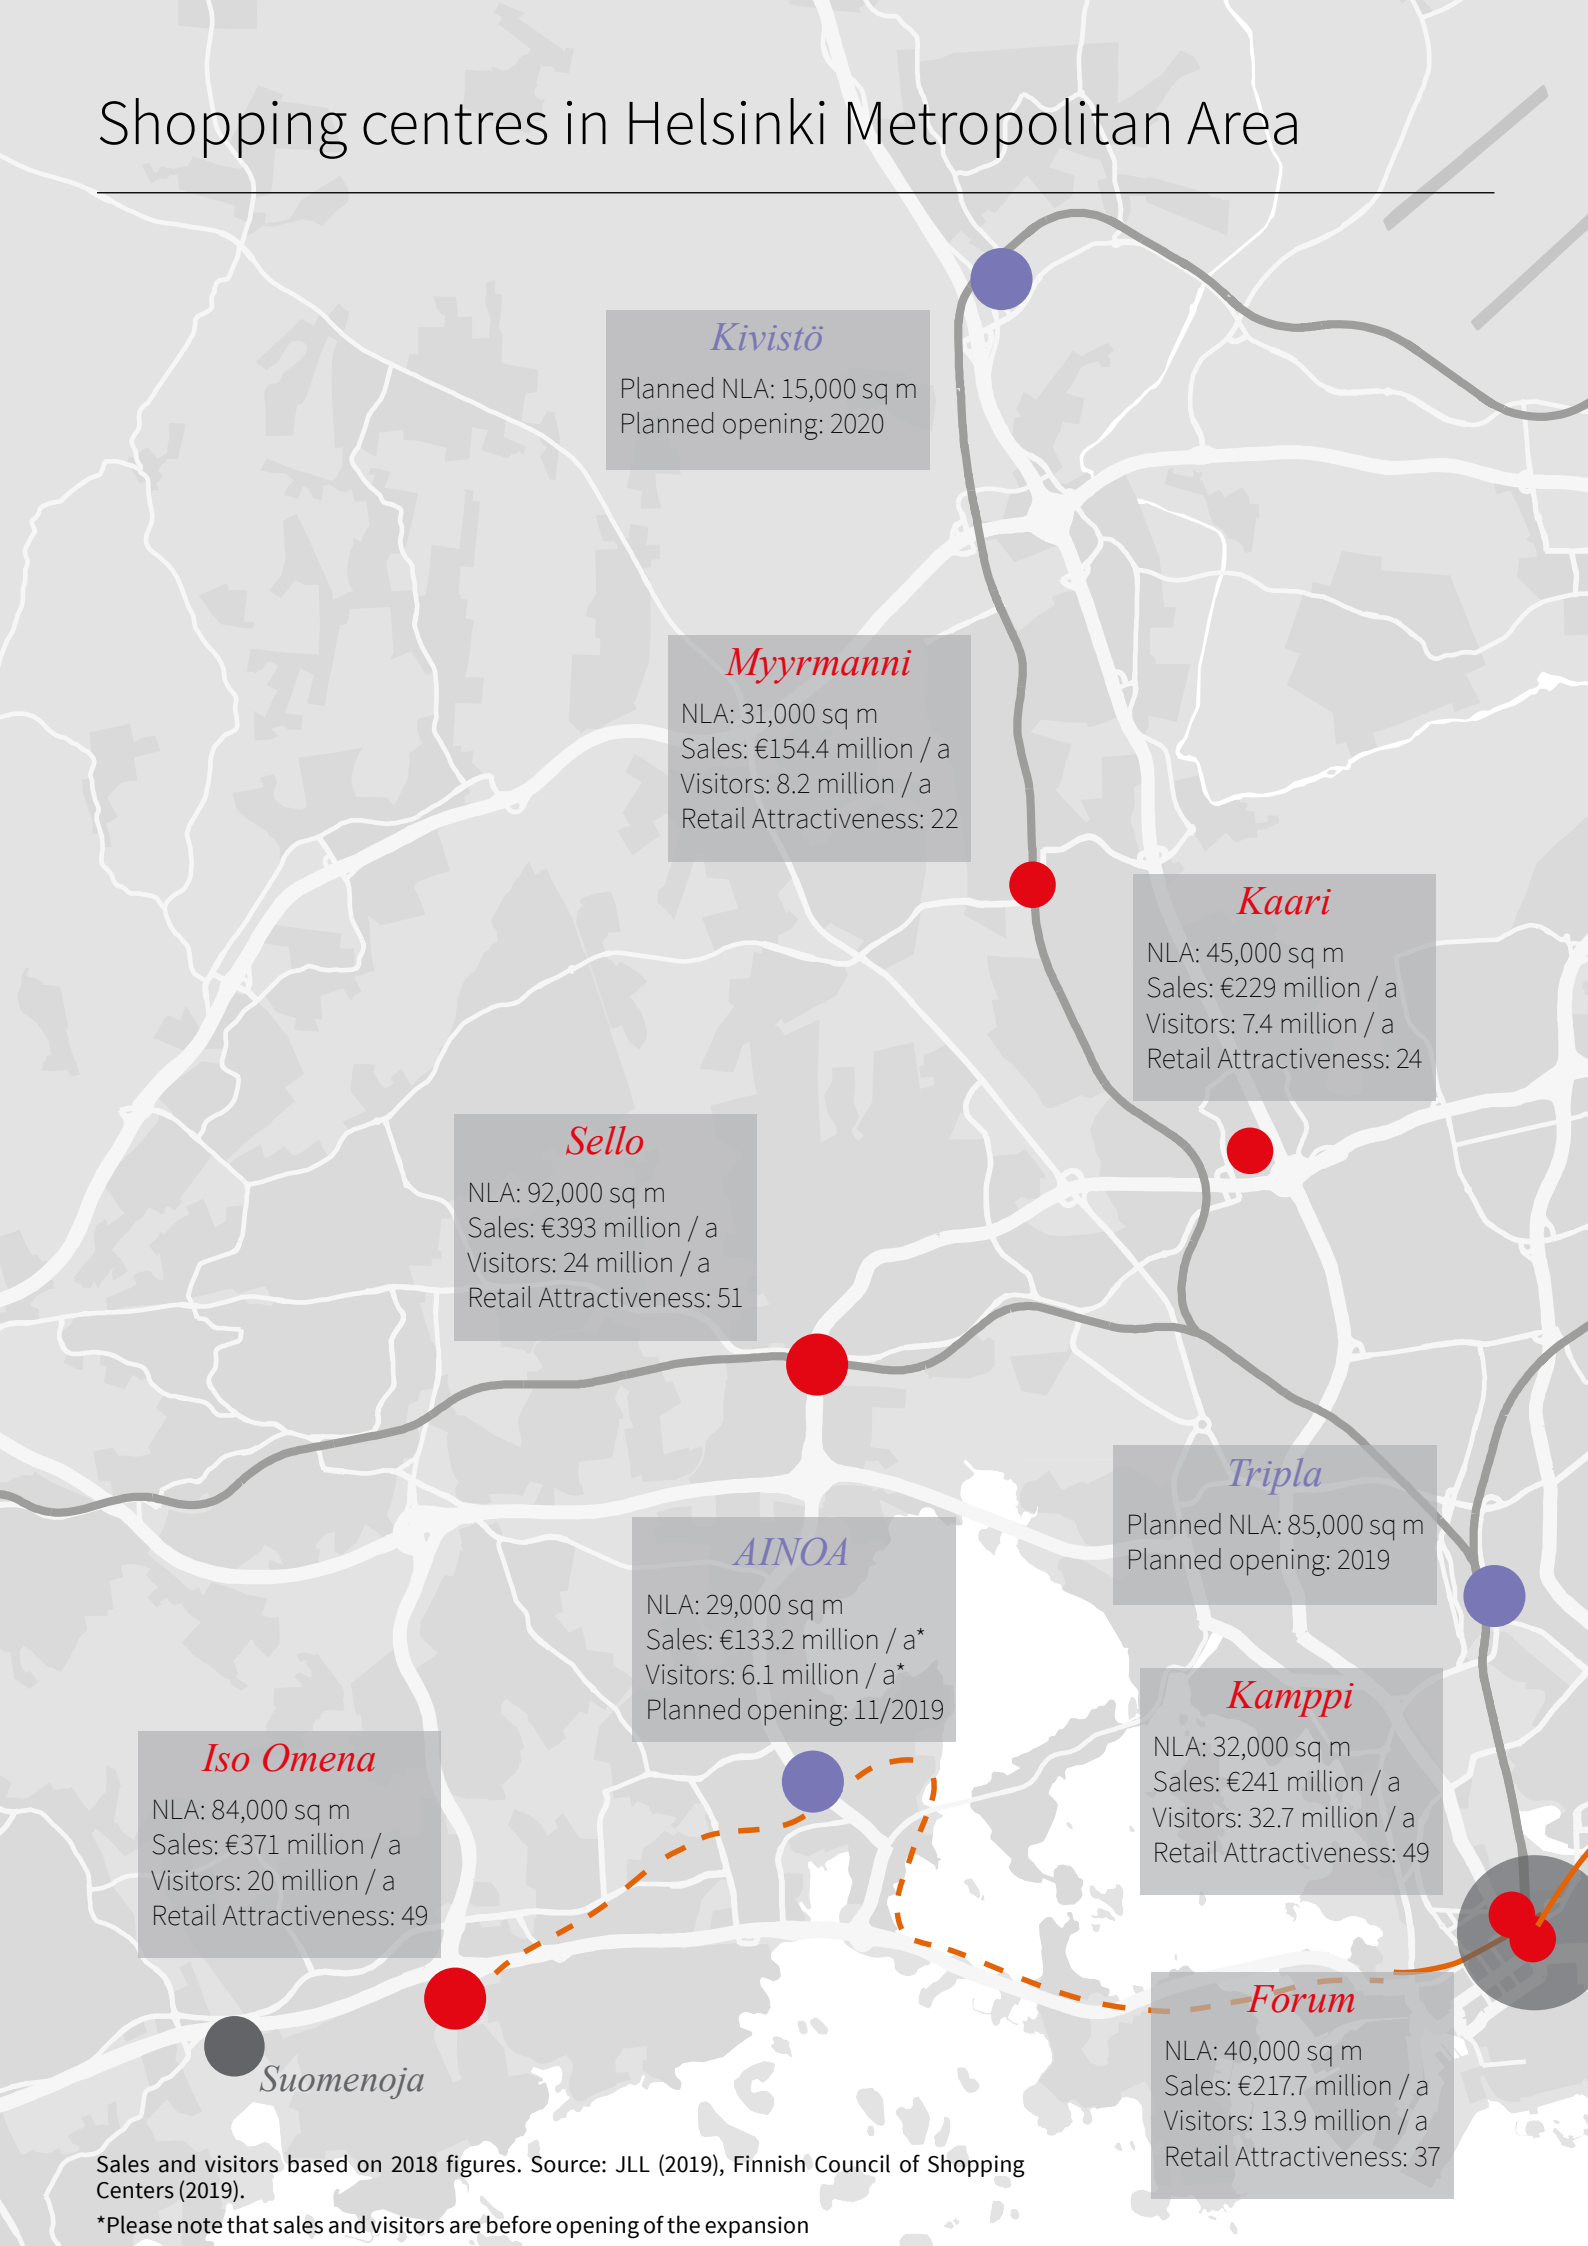 Shopping centres in Helsinki Metropolitan Area
Kivistö
Planned NLA: 15,000 sq m
Planned opening: 2020
Myyrmanni
NLA: 31,000 sq m
Sales: €154.4 million / a
Visitors: 8.2 million / a
Retail Attractiveness: 22
Kaari
NLA: 45,000 sq m
Sales: €229 million / a
Visitors: 7.4 million / a
Retail Attractiveness: 24
Sello
NLA: 92,000 sq m
Sales: €393 million / a
Visitors: 24 million / a
Retail Attractiveness: 51
Tripla
Planned NLA: 85,000 sq m
Planned opening: 2019
AINOA
NLA: 29,000 sq m
Sales: €133.2 million / a*
Visitors: 6.1 million / a*
Planned opening: 11/2019
Kamppi
NLA: 32,000 sq m
Sales: €241 million / a
Visitors: 32.7 million / a
Retail Attractiveness: 49
Iso Omena
NLA: 84,000 sq m
Sales: €371 million / a
Visitors: 20 million / a
Retail Attractiveness: 49
Forum
NLA: 40,000 sq m
Sales: €217.7 million / a
Visitors: 13.9 million / a
Retail Attractiveness: 37
Suomenoja
Sales and visitors based on 2018 figures. Source: JLL (2019), Finnish Council of Shopping
Centers (2019).
*Please note that sales and visitors are before opening of the expansion